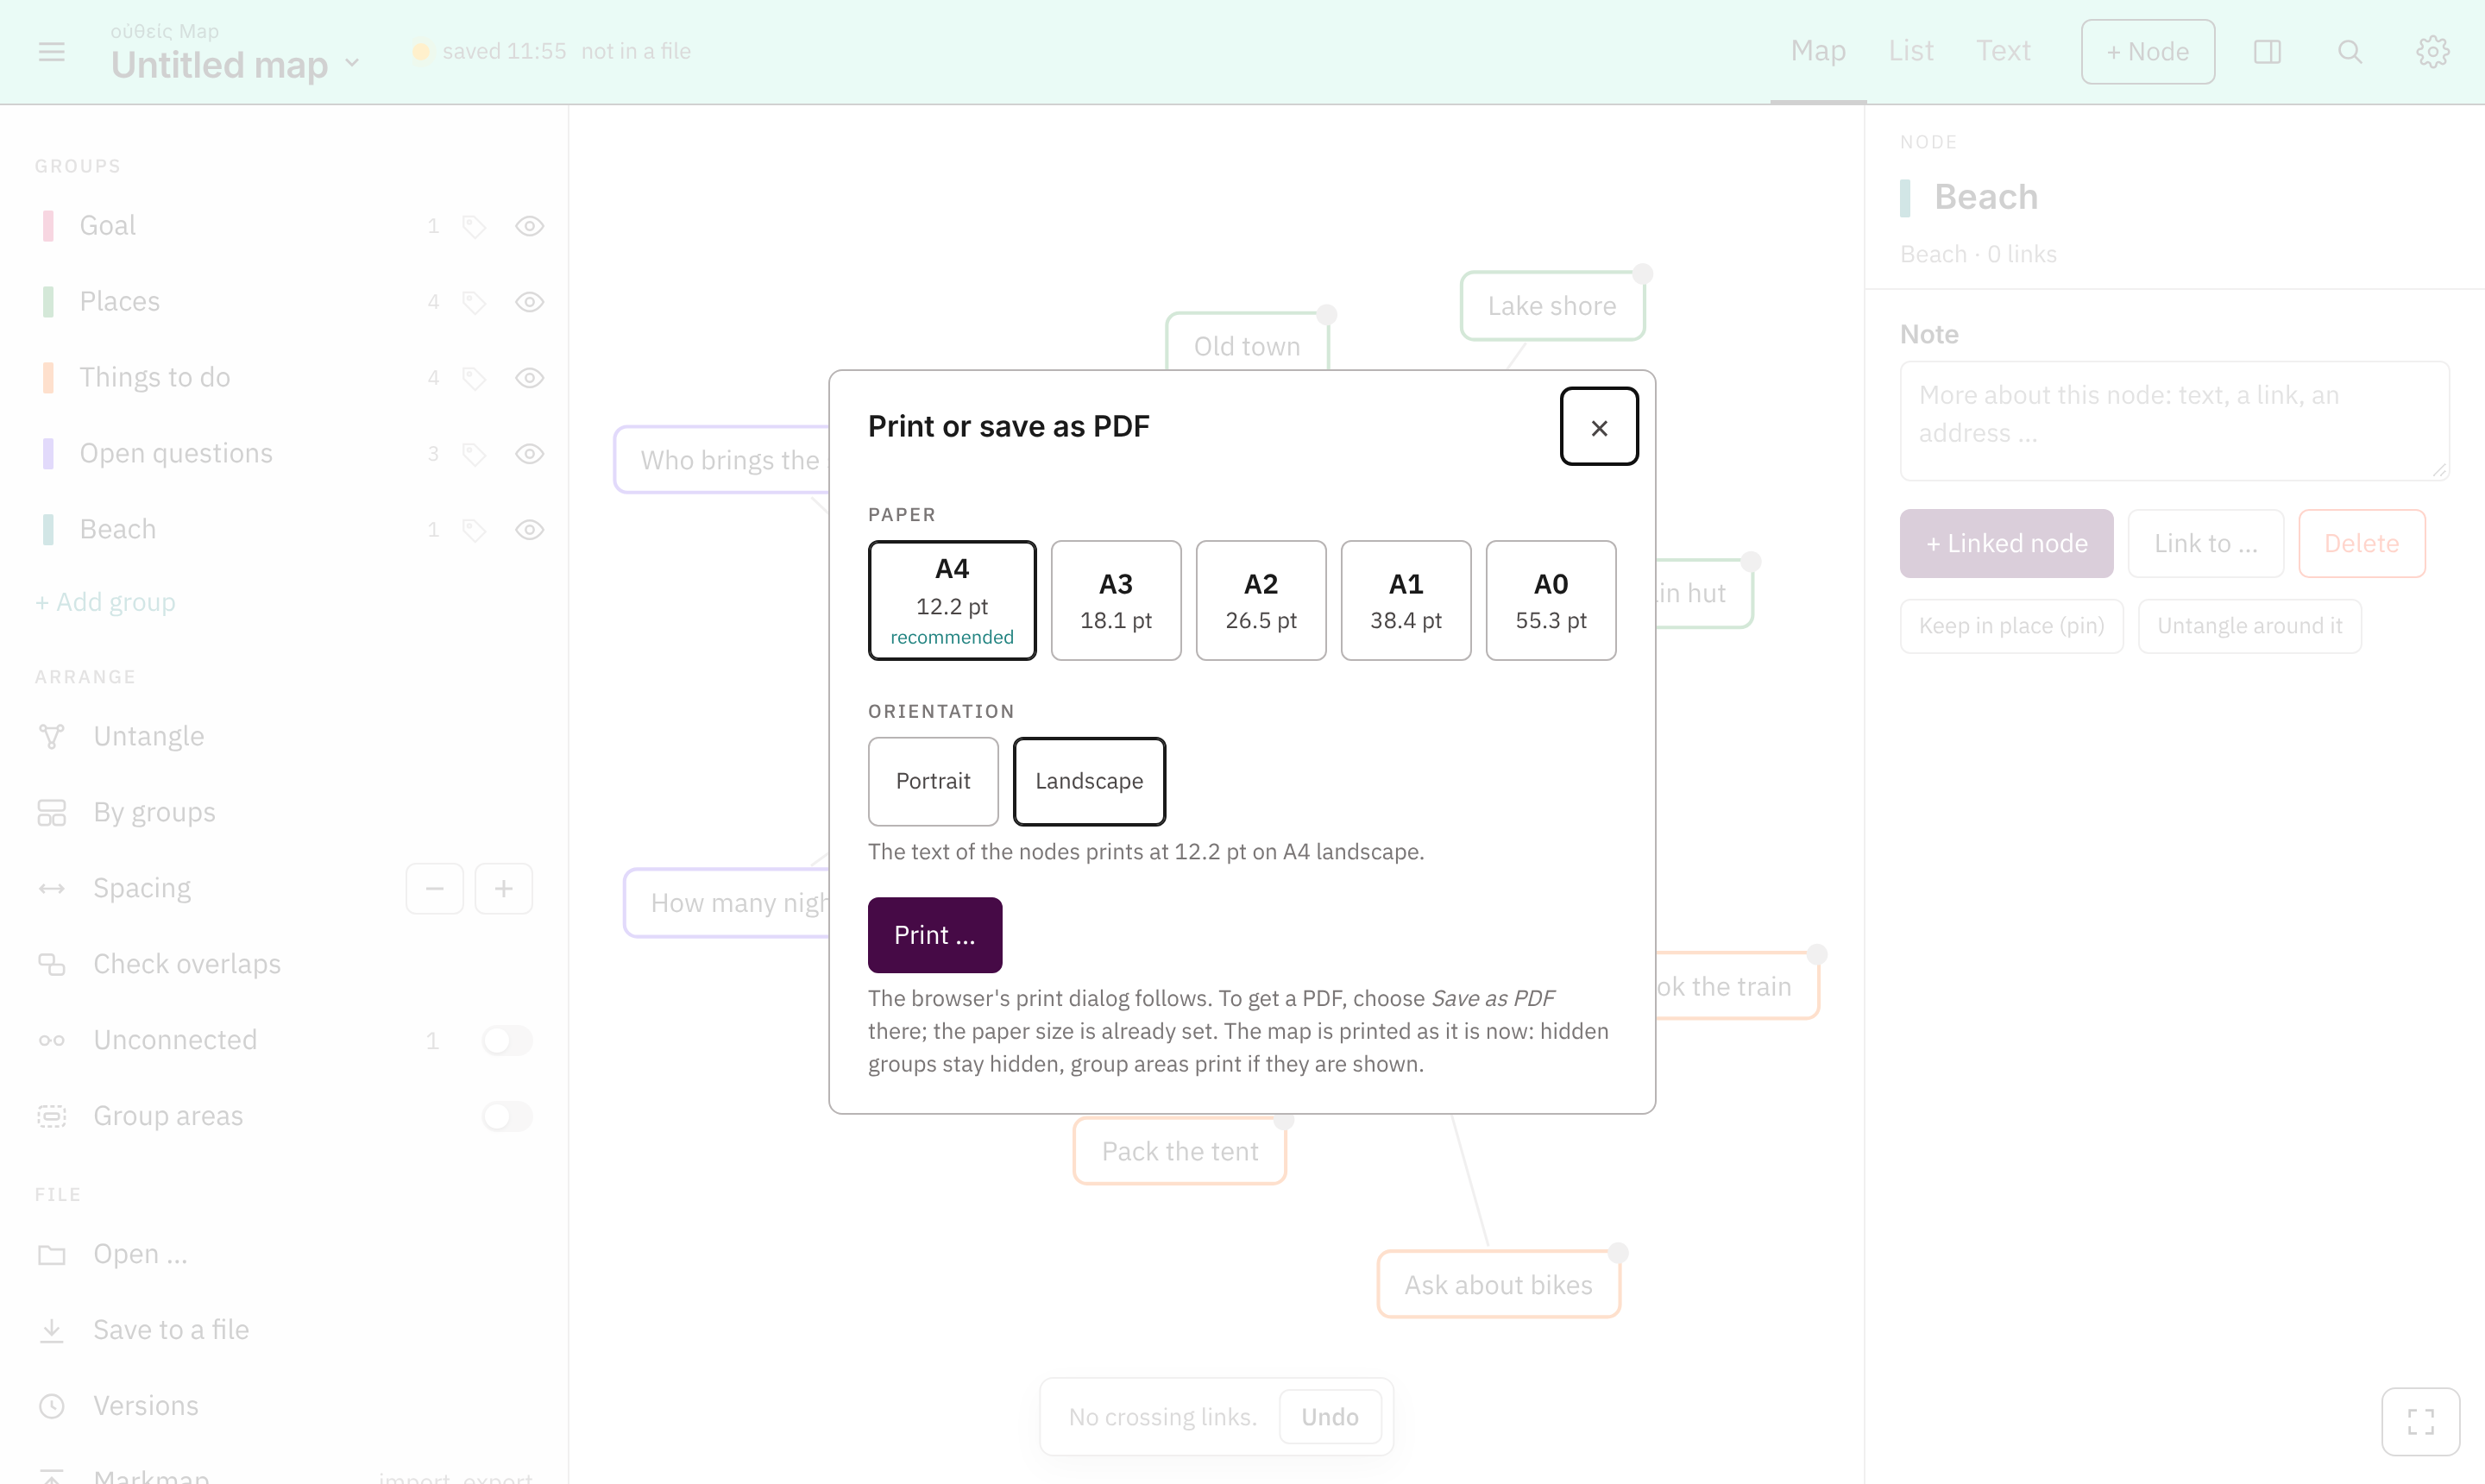 οὐθείς Map
Untitled map
saved 11:55 not in a file
Map
List
Text
+ Node
GROUPS
Goal 1
Places 4
Things to do 4
Open questions 3
Beach 1
+ Add group
ARRANGE
Untangle
By groups
Spacing
Check overlaps
Unconnected 1
Group areas
FILE
Open ...
Save to a file
Versions
Markmap import, export
Lake shore
Old town
Who brings the
How many
in hut
the train
Pack the tent
Ask about bikes
No crossing links. Undo
Print or save as PDF
×
PAPER
A4
12.2 pt
recommended
A3
18.1 pt
A2
26.5 pt
A1
38.4 pt
A0
55.3 pt
ORIENTATION
Portrait
Landscape
The text of the nodes prints at 12.2 pt on A4 landscape.
Print ...
The browser's print dialog follows. To get a PDF, choose Save as PDF
there; the paper size is already set. The map is printed as it is now: hidden
groups stay hidden, group areas print if they are shown.
NODE
Beach
Beach · 0 links
Note
More about this node: text, a link, an
address ...
+ Linked node
Link to ...
Delete
Keep in place (pin)
Untangle around it